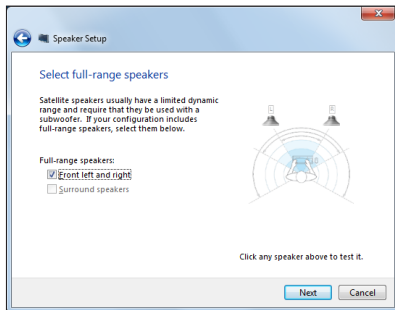 Speaker Setup
Select full-range speakers
Satellite speakers usually have a limited dynamic
range and require that they be used with a
subwoofer. If your configuration includes
full-range speakers, select them below.
Full-range speakers:
Front left and right
Surround speakers
Click any speaker above to test it.
Next
Cancel